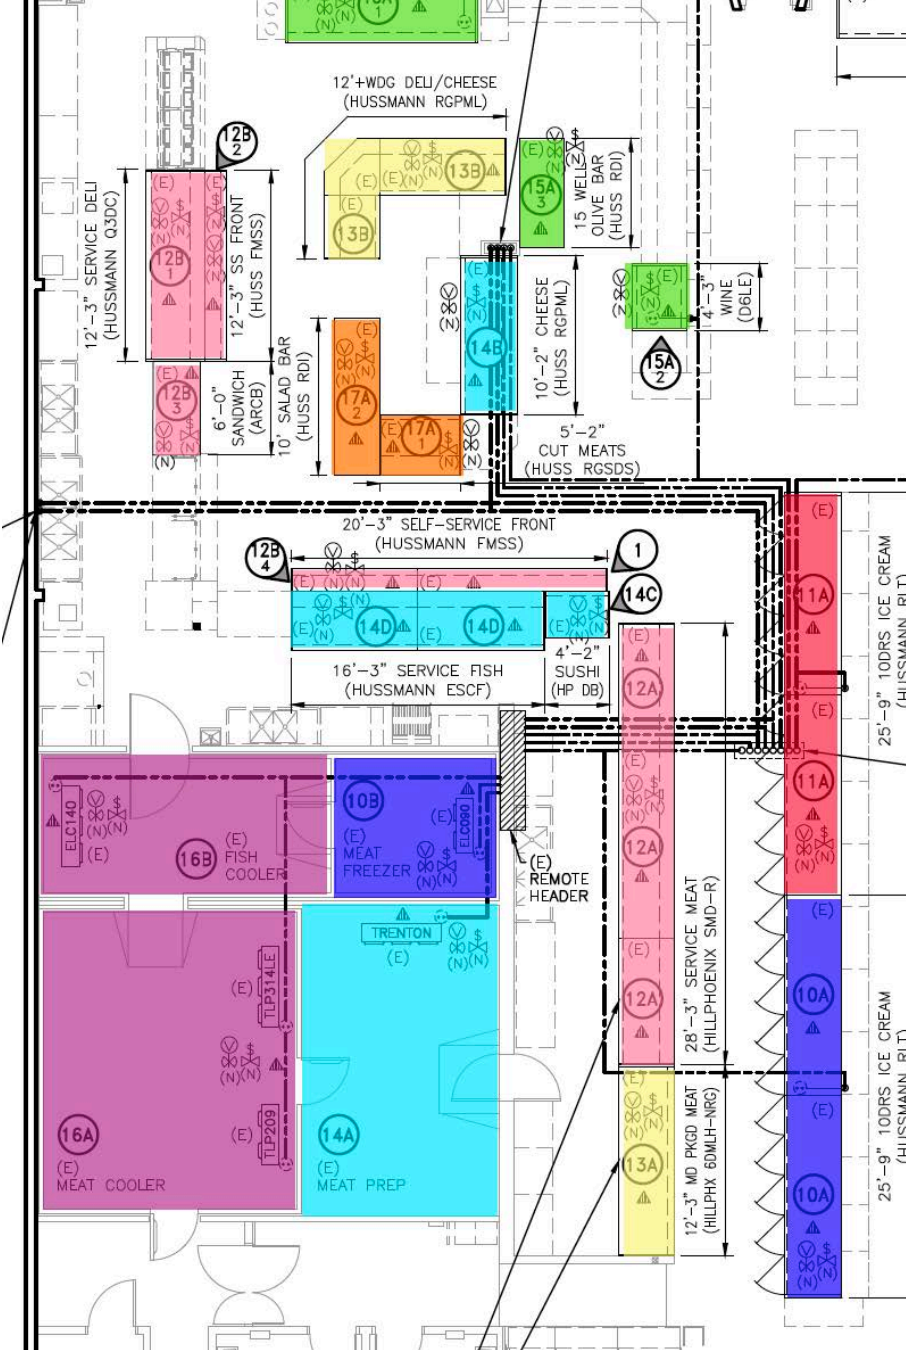 15A
1
(N)
(N)
12'+WDG DELI/CHEESE
(HUSSMANN RGPML)
12B
2
(E)
(E)
(N)
(N)
(N)
(N)
12B
1
12'-3" SERVICE DELI
(HUSSMANN Q3DC)
12'-3" SS FRONT
(HUSS FMSS)
(E)
(E)
(E)
(N)
(N)
13B
13B
(E)
(N)
(N)
15A
3
15 WELL
OLIVE BAR
(HUSS RDI)
(E)
(N)
(N)
14B
10'-2" CHEESE
(HUSS RGPML)
(N)
(N)
(E)
4'-3"
WINE
(D6LE)
15A
2
(E)
12B
3
(N)
(N)
6'-0"
SANDWICH
(ARCB)
10' SALAD BAR
(HUSS RDI)
(E)
(N)
(N)
17A
2
(E)
17A
1
(N)
(N)
5'-2"
CUT MEATS
(HUSS RGSDS)
20'-3" SELF-SERVICE FRONT
(HUSSMANN FMSS)
12B
4
1
14C
(E)
(E)
(N)
(N)
(E)
14D
(E)
14D
(E)
(N)
(N)
16'-3" SERVICE FISH
(HUSSMANN ESCF)
4'-2"
SUSHI
(HP DB)
(E)
12A
(E)
(N)
(N)
12A
(E)
12A
28'-3" SERVICE MEAT
(HILLPHOENIX SMD-R)
(E)
11A
(E)
11A
(N)
(N)
25'-9" 10DRS ICE CREAM
(HUSSMANN RLT)
ELC140
(N)
(N)
(E)
16B
(E)
FISH
COOLER
10B
(E)
MEAT
FREEZER
ELC090
(E)
(N)
(N)
(E)
REMOTE
HEADER
TRENTON
(E)
(N)
(N)
(E)
TLP314LE
(N)
(N)
(E)
TLP209
16A
(E)
MEAT COOLER
14A
(E)
MEAT PREP
(E)
(N)
(N)
13A
12'-3" MD PKGD MEAT
(HILLPHX 6DMLH-NRG)
(E)
10A
(E)
10A
(N)
(N)
25'-9" 10DRS ICE CREAM
(HUSSMANN RLT)